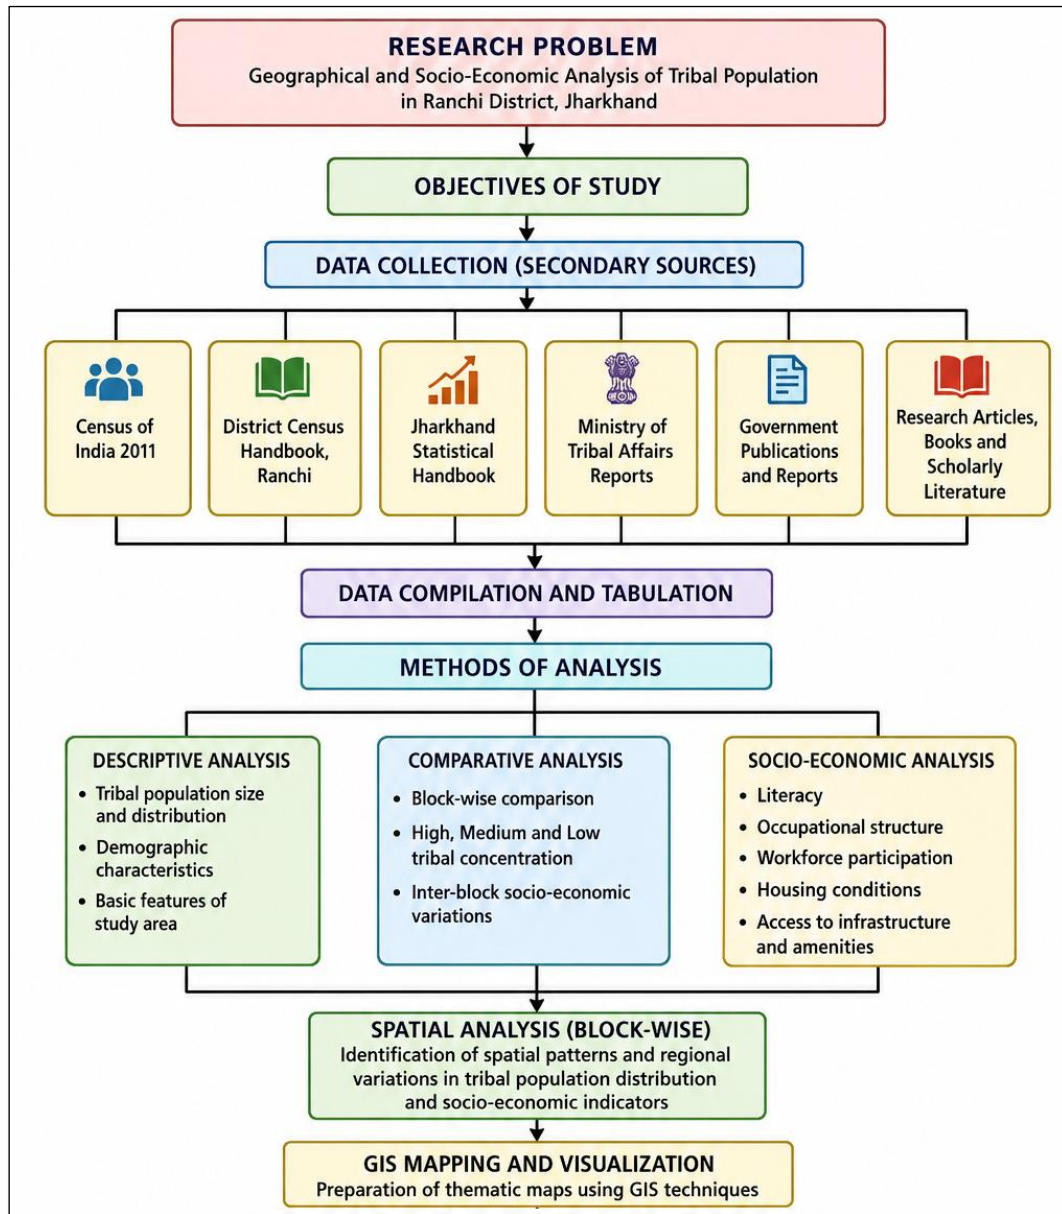 RESEARCH PROBLEM
Geographical and Socio-Economic Analysis of Tribal Population
in Ranchi District, Jharkhand
OBJECTIVES OF STUDY
DATA COLLECTION (SECONDARY SOURCES)
Census of
India 2011
District Census
Handbook,
Ranchi
Jharkhand
Statistical
Handbook
Ministry of
Tribal Affairs
Reports
Government
Publications
and Reports
Research Articles,
Books and
Scholarly
Literature
DATA COMPILATION AND TABULATION
METHODS OF ANALYSIS
DESCRIPTIVE ANALYSIS
• Tribal population size
and distribution
• Demographic
characteristics
• Basic features of
study area
COMPARATIVE ANALYSIS
• Block-wise comparison
• High, Medium and Low
tribal concentration
• Inter-block socio-economic
variations
SOCIO-ECONOMIC ANALYSIS
• Literacy
• Occupational structure
• Workforce participation
• Housing conditions
• Access to infrastructure
and amenities
SPATIAL ANALYSIS (BLOCK-WISE)
Identification of spatial patterns and regional
variations in tribal population distribution
and socio-economic indicators
GIS MAPPING AND VISUALIZATION
Preparation of thematic maps using GIS techniques